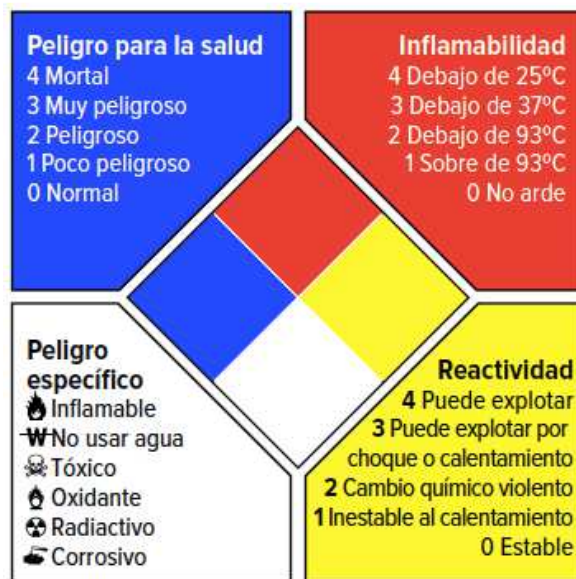 Peligro para la salud
4 Mortal
3 Muy peligroso
2 Peligroso
1 Poco peligroso
0 Normal
Inflamabilidad
4 Debajo de 25ºC
3 Debajo de 37ºC
2 Debajo de 93ºC
1 Sobre de 93ºC
0 No arde
Peligro
específico
Inflamable
W No usar agua
Tóxico
Oxidante
Radiactivo
Corrosivo
Reactividad
4 Puede explotar
3 Puede explotar por
choque o calentamiento
2 Cambio químico violento
1 Inestable al calentamiento
0 Estable